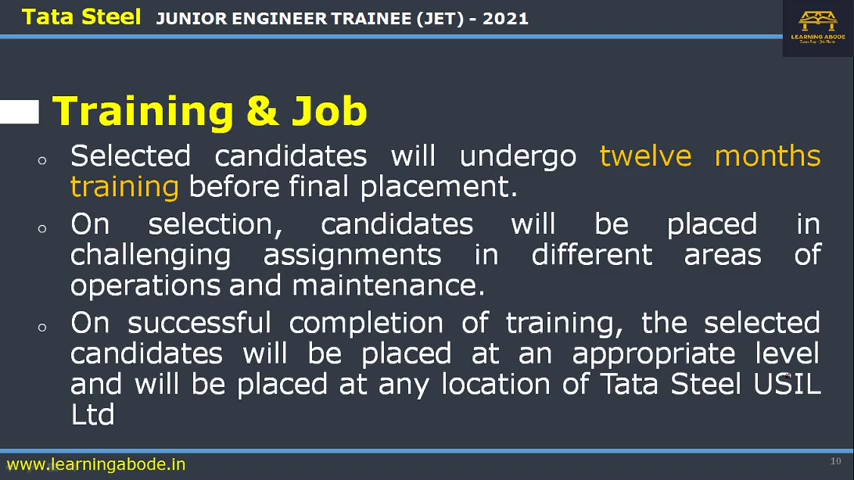 Tata Steel JUNIOR ENGINEER TRAINEE (JET) - 2021
LEARNING ABODE
Training & Job
Selected candidates will undergo twelve months
training before final placement.
On selection, candidates will be placed in
challenging assignments in different areas of
operations and maintenance.
On successful completion of training, the selected
candidates will be placed at an appropriate level
and will be placed at any location of Tata Steel USIL
Ltd
www.learningabode.in
10